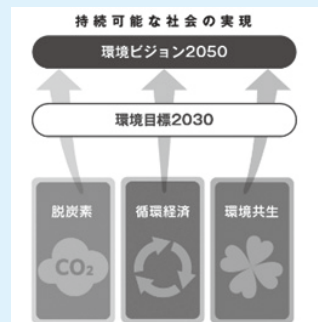 持続可能な社会の実現
環境ビジョン2050
環境目標2030
脱炭素
循環経済
環境共生
CO₂